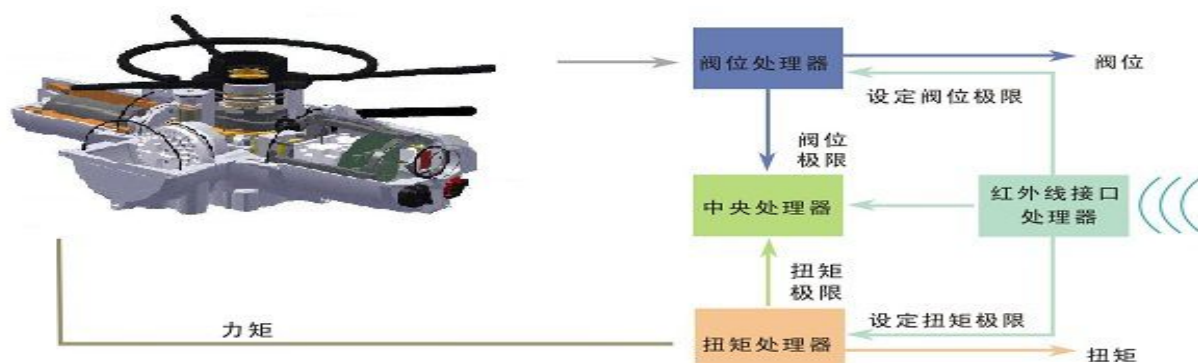 阀位处理器
阀位
设定阀位极限
阀位
极限
中央处理器
红外线接口
处理器
扭矩
极限
设定扭矩极限
力矩
扭矩处理器
扭矩